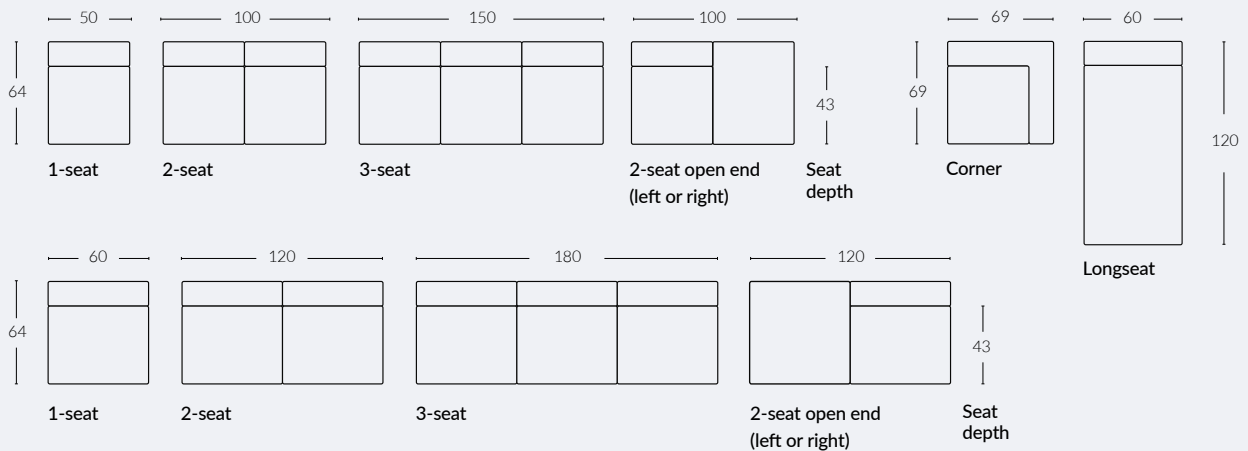 50
100
150
100
69
60
64
43
69
120
1-seat
2-seat
3-seat
2-seat open end
(left or right)
Seat
depth
Corner
Longseat
60
120
180
120
64
43
1-seat
2-seat
3-seat
2-seat open end
(left or right)
Seat
depth